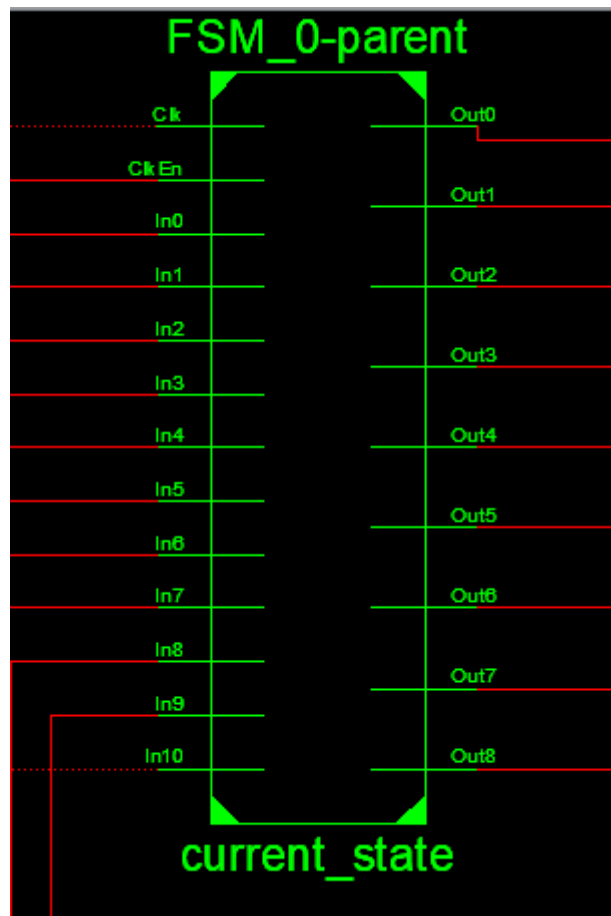 FSM_0-parent
Clk
Out0
ClkEn
Out1
In0
In1
Out2
In2
Out3
In3
In4
Out4
In5
Out5
In6
In7
Out6
In8
Out7
In9
In10
Out8
current_state